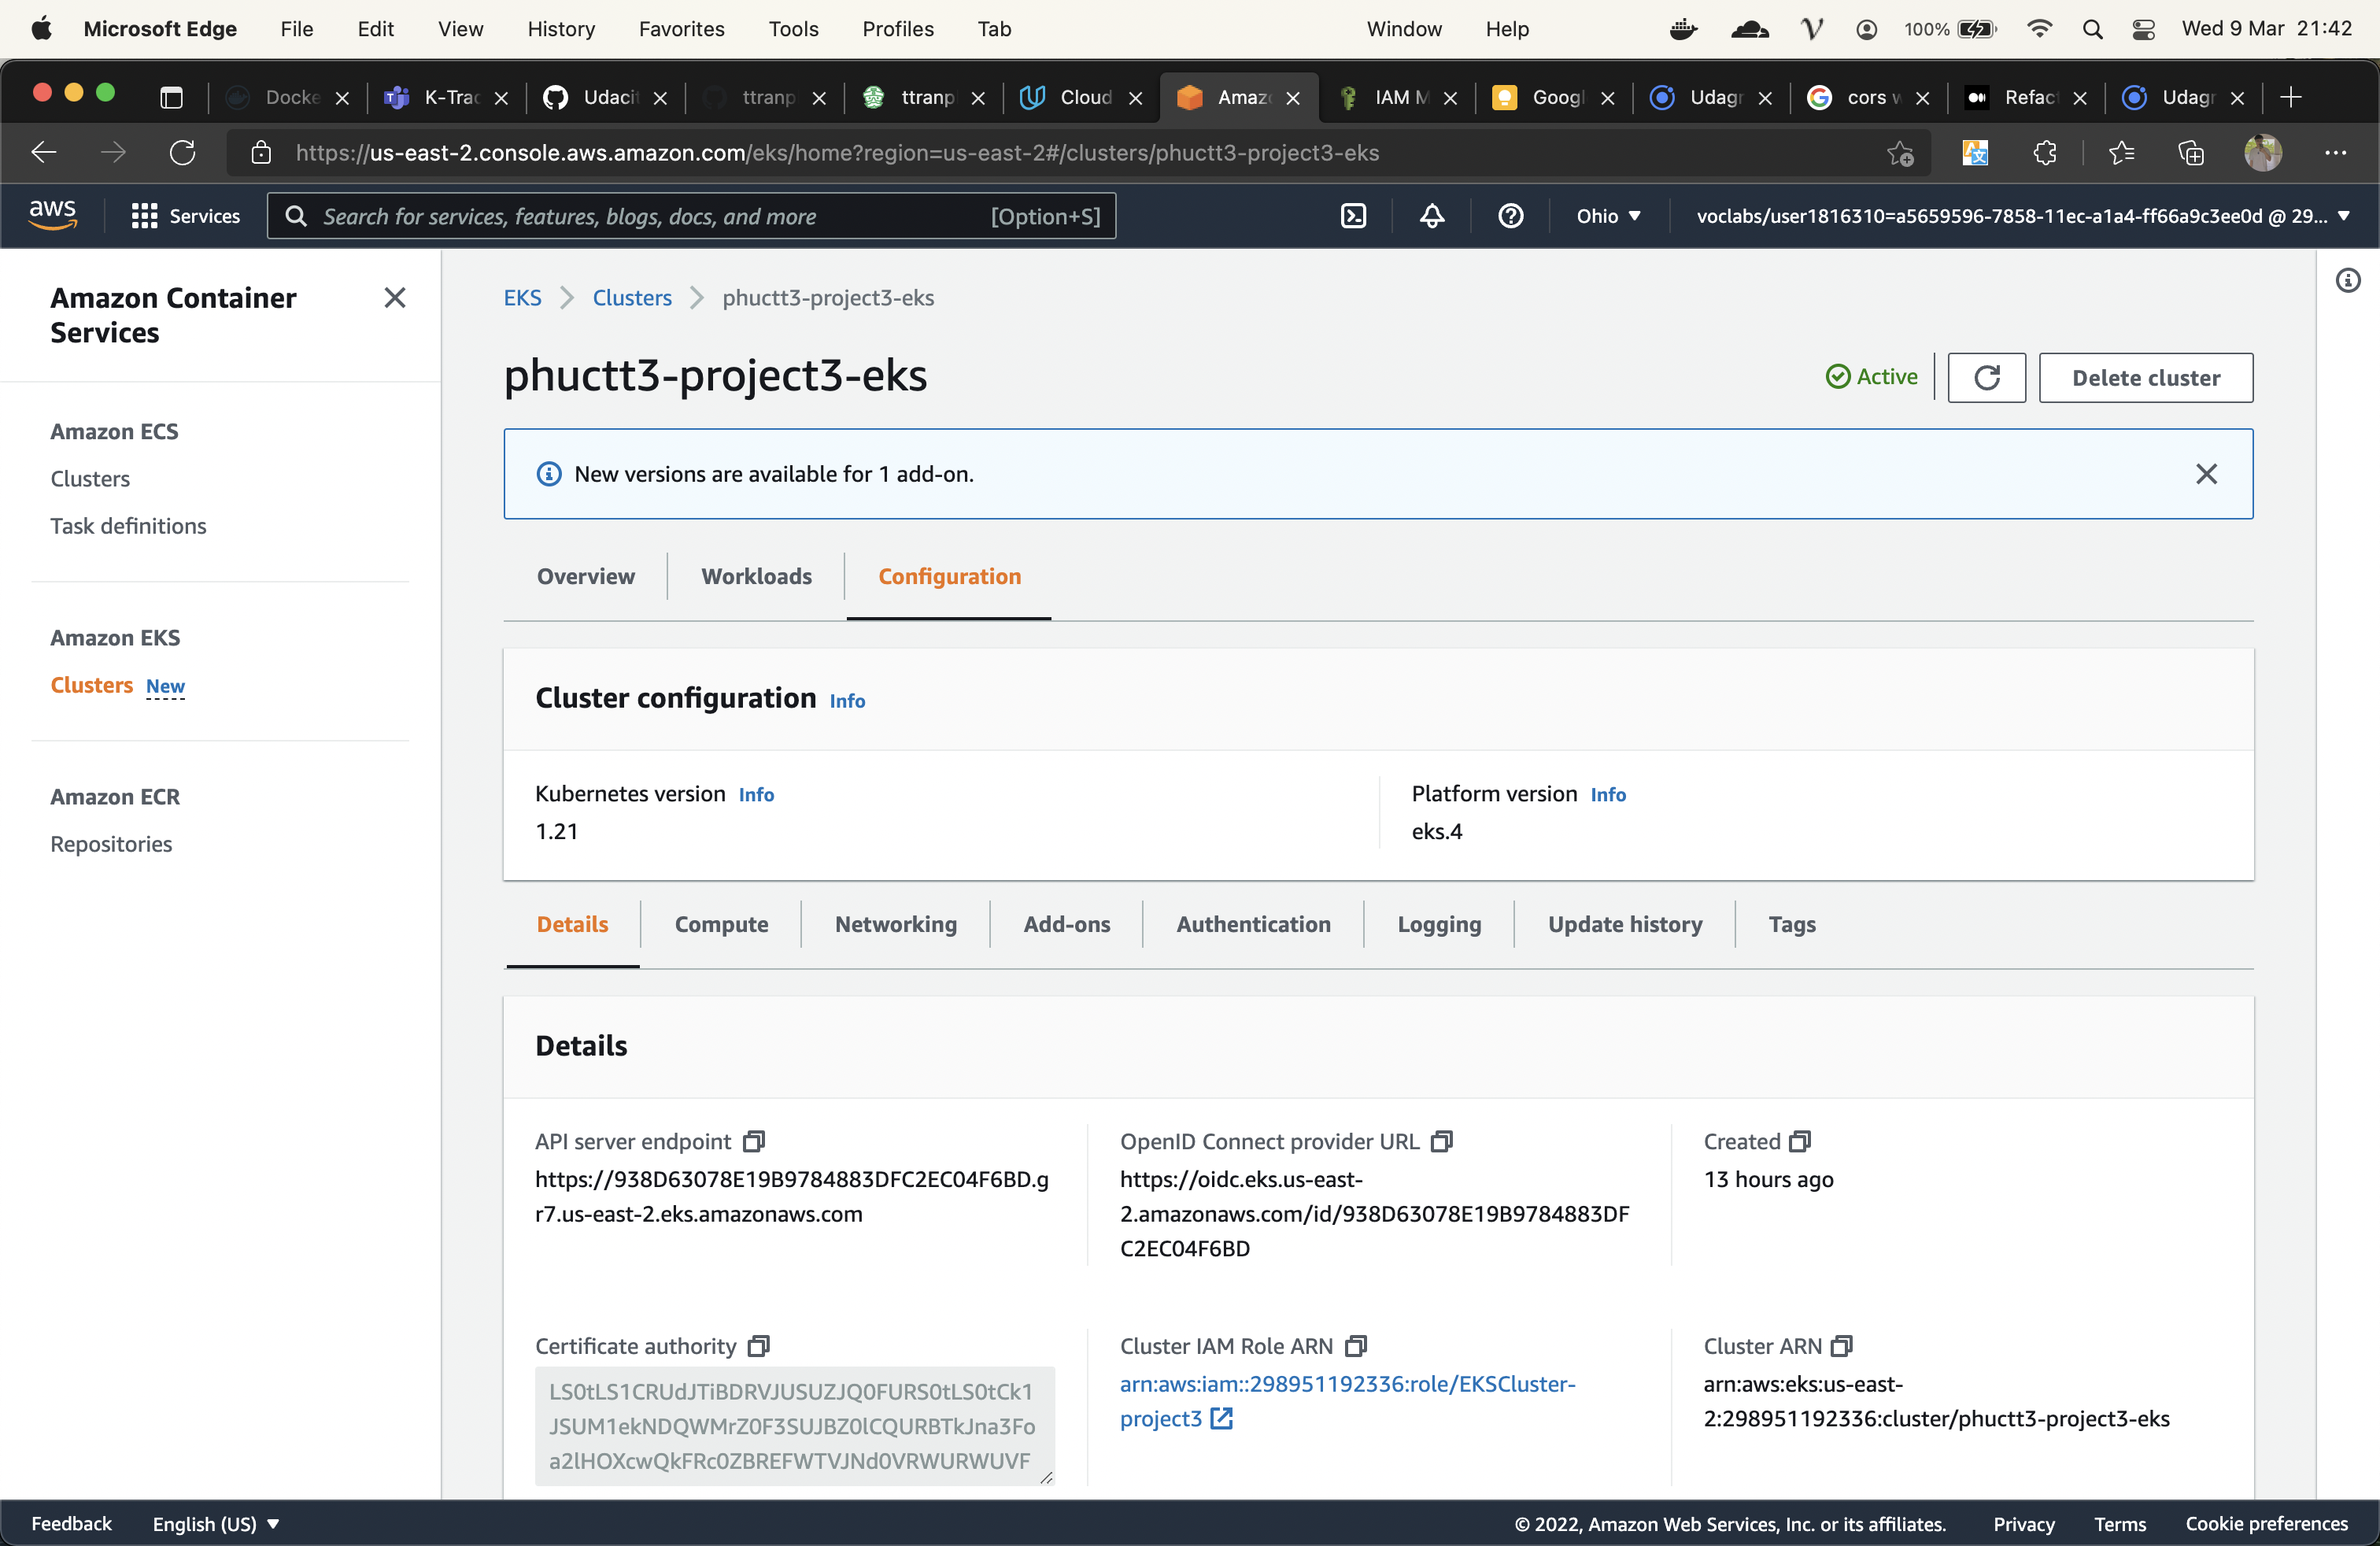 Microsoft Edge File Edit View History Favorites Tools Profiles Tab Window Help 100% Wed 9 Mar 21:42
Docke K-Trac Udaci ttranp ttranp Cloud Amaz IAM M Googl Udagr cors w Refac Udagr
https://us-east-2.console.aws.amazon.com/eks/home?region=us-east-2#/clusters/phuctt3-project3-eks
aws Services Search for services, features, blogs, docs, and more [Option+S] Ohio voclabs/user1816310=a5659596-7858-11ec-a1a4-ff66a9c3ee0d @ 29...
Amazon Container
Services
Amazon ECS
Clusters
Task definitions
Amazon EKS
Clusters New
Amazon ECR
Repositories
EKS Clusters phuctt3-project3-eks
phuctt3-project3-eks
Active Delete cluster
New versions are available for 1 add-on.
Overview Workloads Configuration
Cluster configuration Info
Kubernetes version Info
1.21
Platform version Info
eks.4
Details Compute Networking Add-ons Authentication Logging Update history Tags
Details
API server endpoint
https://938D63078E19B9784883DFC2EC04F6BD.g
r7.us-east-2.eks.amazonaws.com
OpenID Connect provider URL
https://oidc.eks.us-east-
2.amazonaws.com/id/938D63078E19B9784883DF
C2EC04F6BD
Created
13 hours ago
Certificate authority
LS0tLS1CRUdJTiBDRVJUSUZJQ0FURS0tLS0tCk1
JSUM1ekNDQWMrZ0F3SUJBZ0lCQURBTkJna3Fo
a2lHOXcwQkFRc0ZBREFWTVJNd0VRWURWUVF
Cluster IAM Role ARN
arn:aws:iam::298951192336:role/EKSCluster-
project3
Cluster ARN
arn:aws:eks:us-east-
2:298951192336:cluster/phuctt3-project3-eks
Feedback English (US) © 2022, Amazon Web Services, Inc. or its affiliates. Privacy Terms Cookie preferences